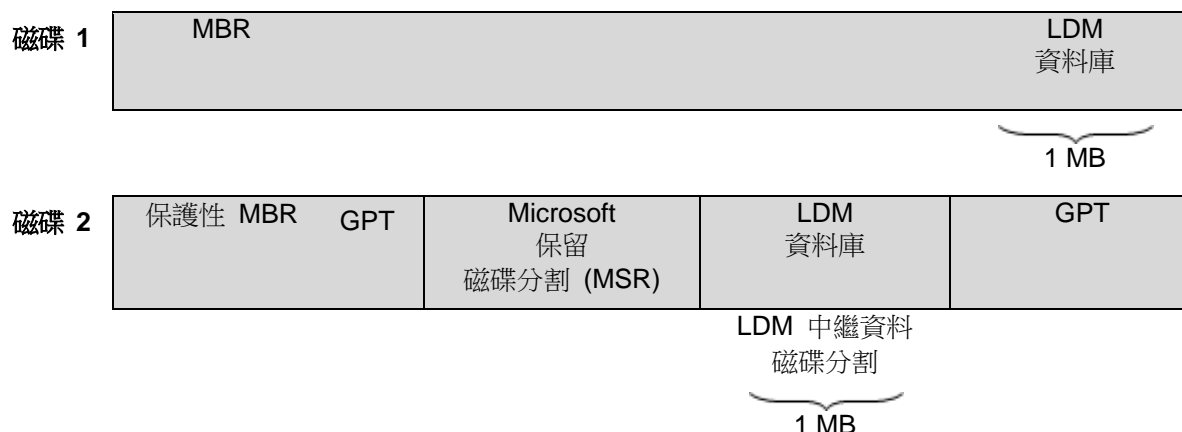 磁碟 1
MBR
LDM
資料庫
1 MB
磁碟 2
保護性 MBR
GPT
Microsoft
保留
磁碟分割 (MSR)
LDM
資料庫
GPT
LDM 中繼資料
磁碟分割
1 MB